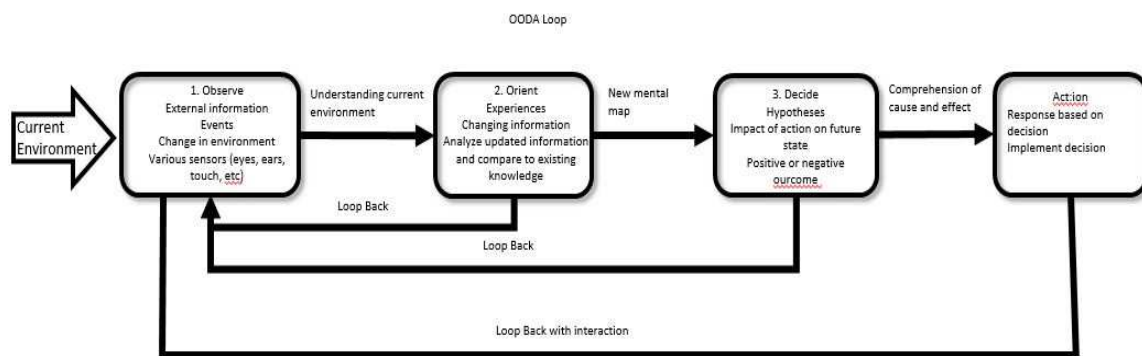 OODA Loop
Current
Environment
1. Observe
External information
Events
Change in environment
Various sensors (eyes, ears,
touch, etc)
Understanding current
environment
2. Orient
Experiences
Changing information
Analyze updated information
and compare to existing
knowledge
New mental
map
3. Decide
Hypotheses
Impact of action on future
state
Positive or negative
ourcome
Comprehension of
cause and effect
Act:ion
Response based on
decision
Implement decision
Loop Back
Loop Back
Loop Back with interaction